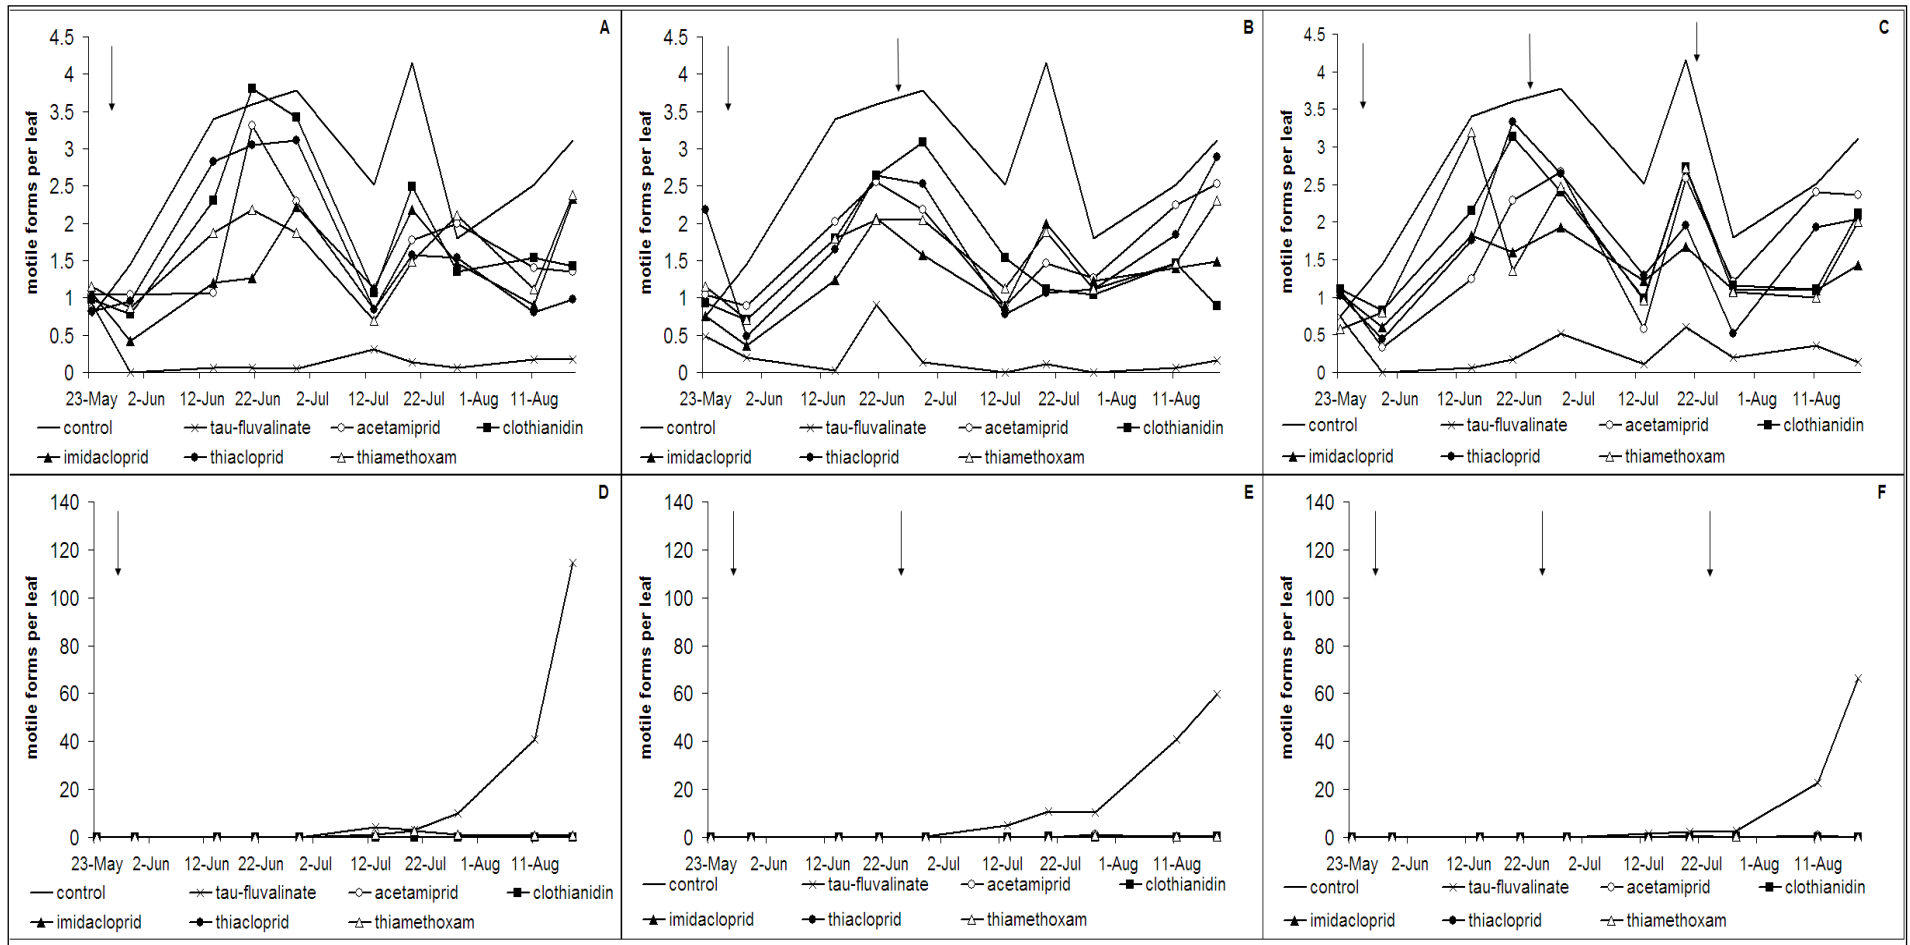 A
motile forms per leaf
4.5
4
3.5
3
2.5
2
1.5
1
0.5
0
23-May 2-Jun 12-Jun 22-Jun 2-Jul 12-Jul 22-Jul 1-Aug 11-Aug
control tau-fluvalinate acetamiprid clothianidin
imidacloprid thiacloprid thiamethoxam
B
motile forms per leaf
4.5
4
3.5
3
2.5
2
1.5
1
0.5
0
23-May 2-Jun 12-Jun 22-Jun 2-Jul 12-Jul 22-Jul 1-Aug 11-Aug
control tau-fluvalinate acetamiprid clothianidin
imidacloprid thiacloprid thiamethoxam
C
motile forms per leaf
4.5
4
3.5
3
2.5
2
1.5
1
0.5
0
23-May 2-Jun 12-Jun 22-Jun 2-Jul 12-Jul 22-Jul 1-Aug 11-Aug
control tau-fluvalinate acetamiprid clothianidin
imidacloprid thiacloprid thiamethoxam
D
motile forms per leaf
140
120
100
80
60
40
20
0
23-May 2-Jun 12-Jun 22-Jun 2-Jul 12-Jul 22-Jul 1-Aug 11-Aug
control tau-fluvalinate acetamiprid clothianidin
imidacloprid thiacloprid thiamethoxam
E
motile forms per leaf
140
120
100
80
60
40
20
0
23-May 2-Jun 12-Jun 22-Jun 2-Jul 12-Jul 22-Jul 1-Aug 11-Aug
control tau-fluvalinate acetamiprid clothianidin
imidacloprid thiacloprid thiamethoxam
F
motile forms per leaf
140
120
100
80
60
40
20
0
23-May 2-Jun 12-Jun 22-Jun 2-Jul 12-Jul 22-Jul 1-Aug 11-Aug
control tau-fluvalinate acetamiprid clothianidin
imidacloprid thiacloprid thiamethoxam